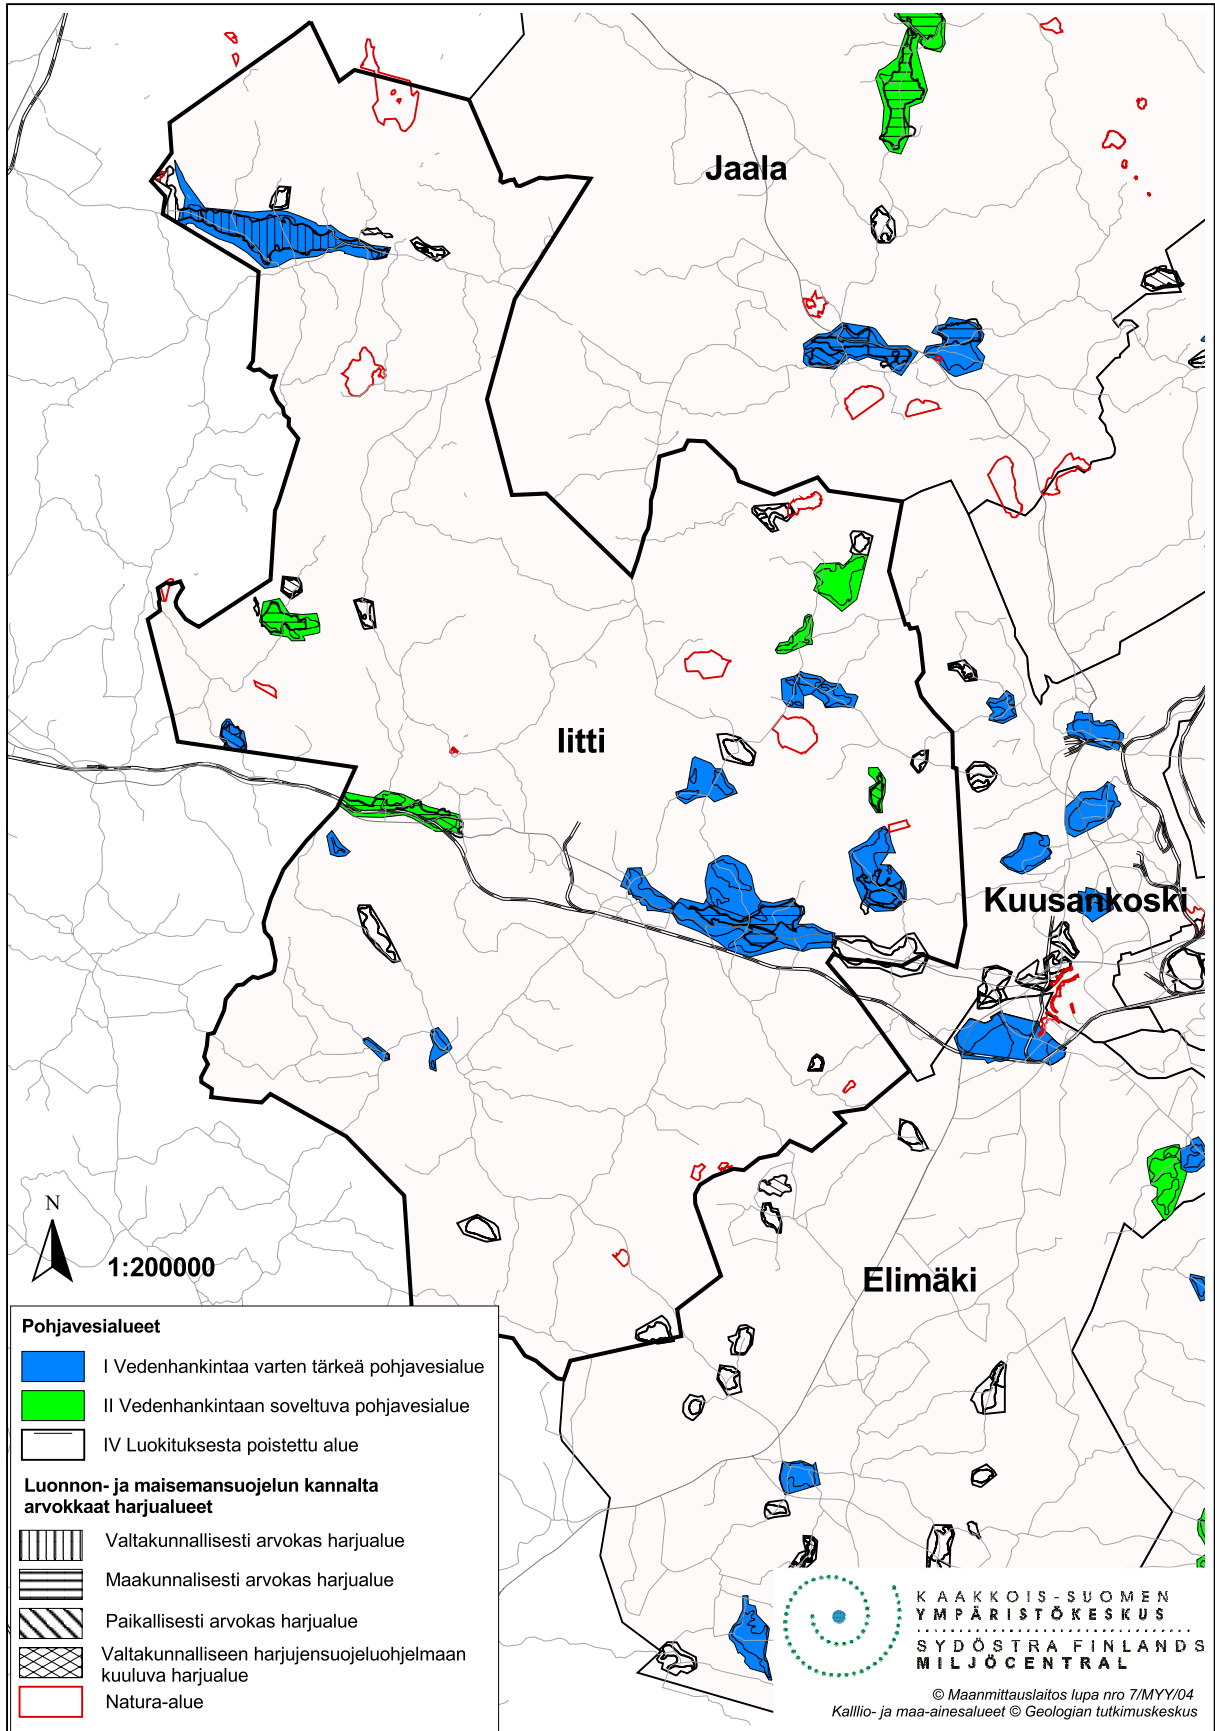 Jaala
Iitti
Kuusankoski
N
1:200000
Elimäki
Pohjavesialueet
I Vedenhankintaa varten tärkeä pohjavesialue
II Vedenhankintaan soveltuva pohjavesialue
IV Luokituksesta poistettu alue
Luonnon- ja maisemansuojelun kannalta
arvokkaat harjualueet
Valtakunnallisesti arvokas harjualue
Maakunnalisesti arvokas harjualue
Paikallisesti arvokas harjualue
Valtakunnalliseen harjujensuojeluohjelmaan
kuuluva harjualue
Natura-alue
KAAKKOIS-SUOMEN
YMPÄRISTÖKESKUS
SYDÖSTRA FINLANDS
MILJÖCENTRAL
© Maanmittauslaitos lupa nro 7/MYY/04
Kalllio- ja maa-ainesalueet © Geologian tutkimuskeskus